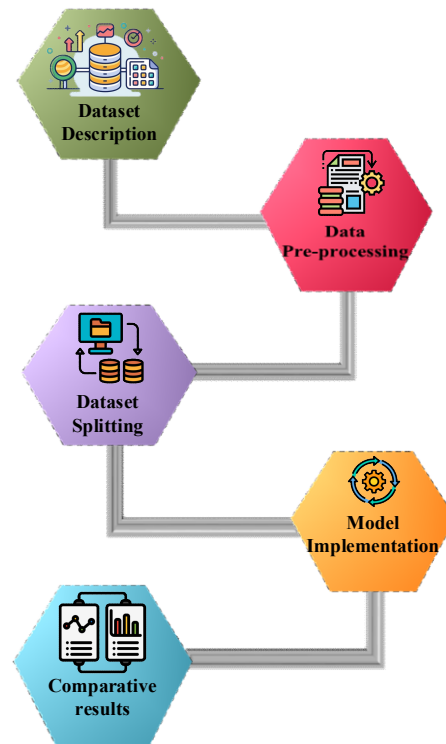 Dataset
Description
Data
Pre-processing
Dataset
Splitting
Model
Implementation
Comparative
results